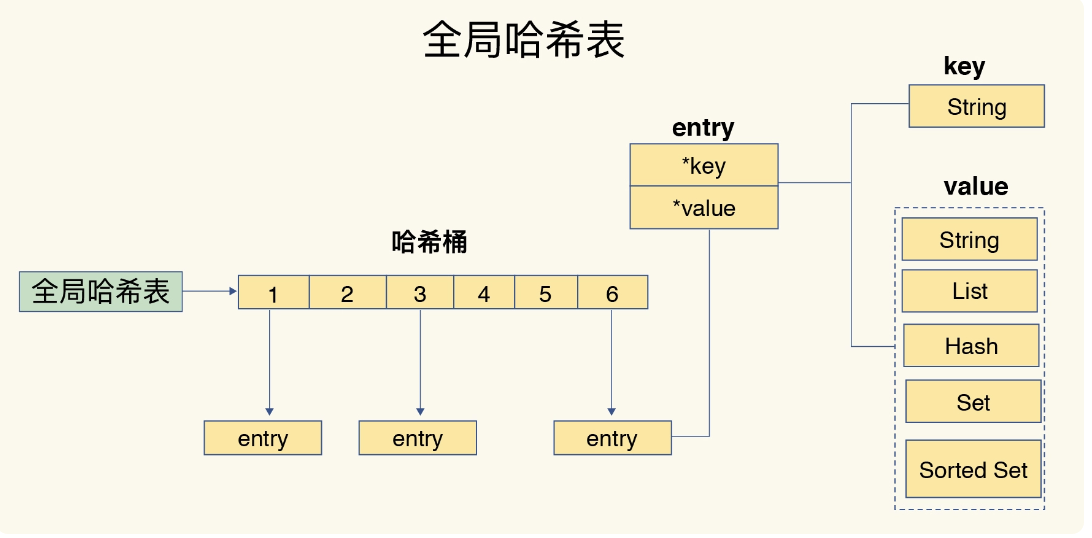 全局哈希表
key
String
entry
*key
*value
value
String
List
Hash
Set
Sorted Set
哈希桶
全局哈希表
1 2 3 4 5 6
entry entry entry